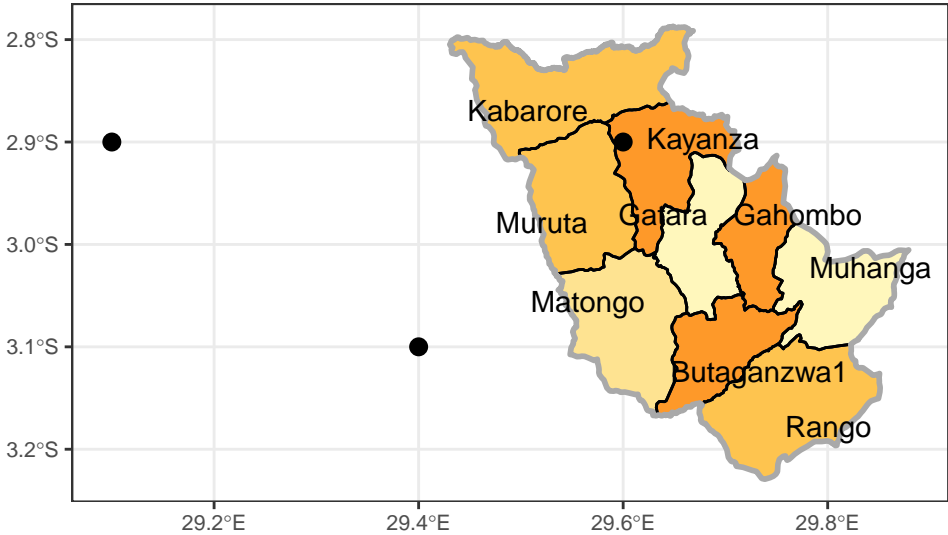 2.8°S
2.9°S
3.0°S
3.1°S
3.2°S
Kabarore
Kayanza
Muruta
Gatara
Gahombo
Muhanga
Matongo
Butaganzwa1
Rango
29.2°E
29.4°E
29.6°E
29.8°E